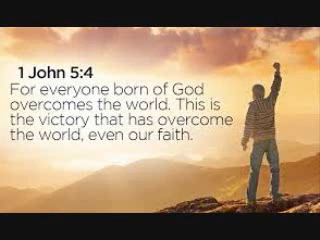 1 John 5:4
For everyone born of God
overcomes the world. This is
the victory that has overcome
the world, even our faith.